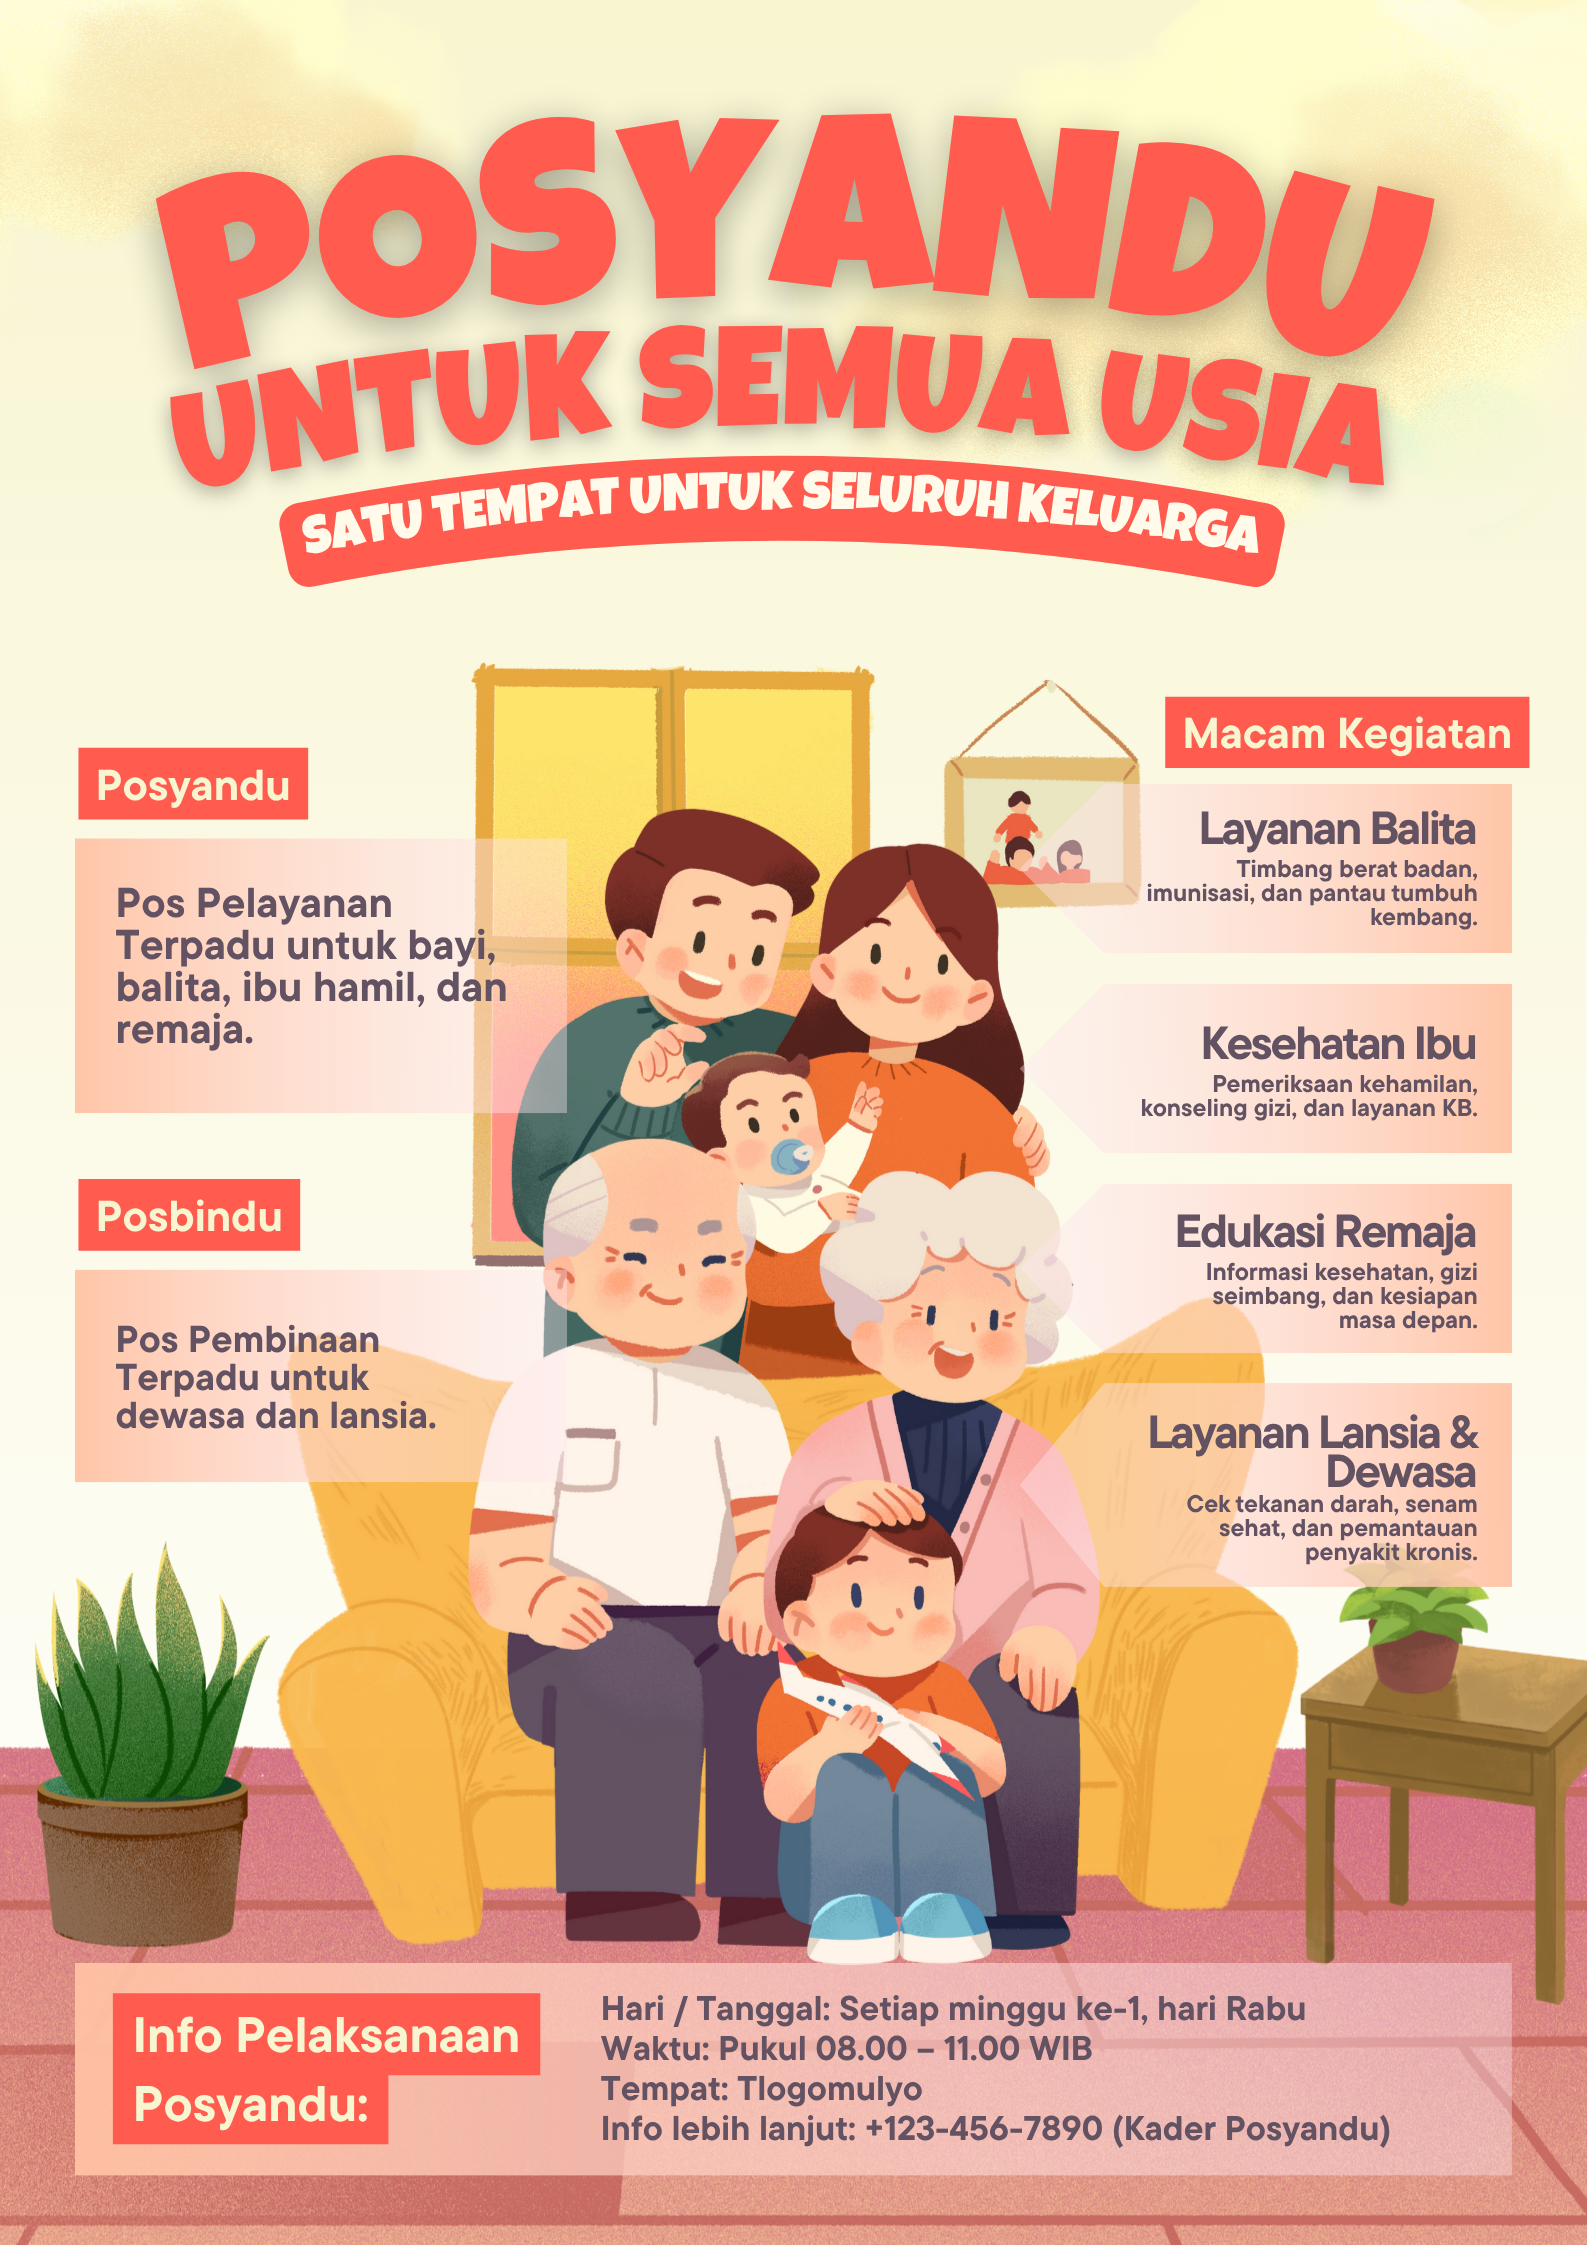 POSYANDU
UNTUK SEMUA USIA
SATU TEMPAT UNTUK SELURUH KELUARGA
Posyandu
Pos Pelayanan
Terpadu untuk bayi,
balita, ibu hamil, dan
remaja.
Posbindu
Pos Pembinaan
Terpadu untuk
dewasa dan lansia.
Macam Kegiatan
Layanan Balita
Timbang berat badan,
imunisasi, dan pantau tumbuh
kembang.
Kesehatan Ibu
Pemeriksaan kehamilan,
konseling gizi, dan layanan KB.
Edukasi Remaja
Informasi kesehatan, gizi
seimbang, dan kesiapan
masa depan.
Layanan Lansia &
Dewasa
Cek tekanan darah, senam
sehat, dan pemantauan
penyakit kronis.
Info Pelaksanaan
Posyandu:
Hari / Tanggal: Setiap minggu ke-1, hari Rabu
Waktu: Pukul 08.00 – 11.00 WIB
Tempat: Tlogomulyo
Info lebih lanjut: +123-456-7890 (Kader Posyandu)